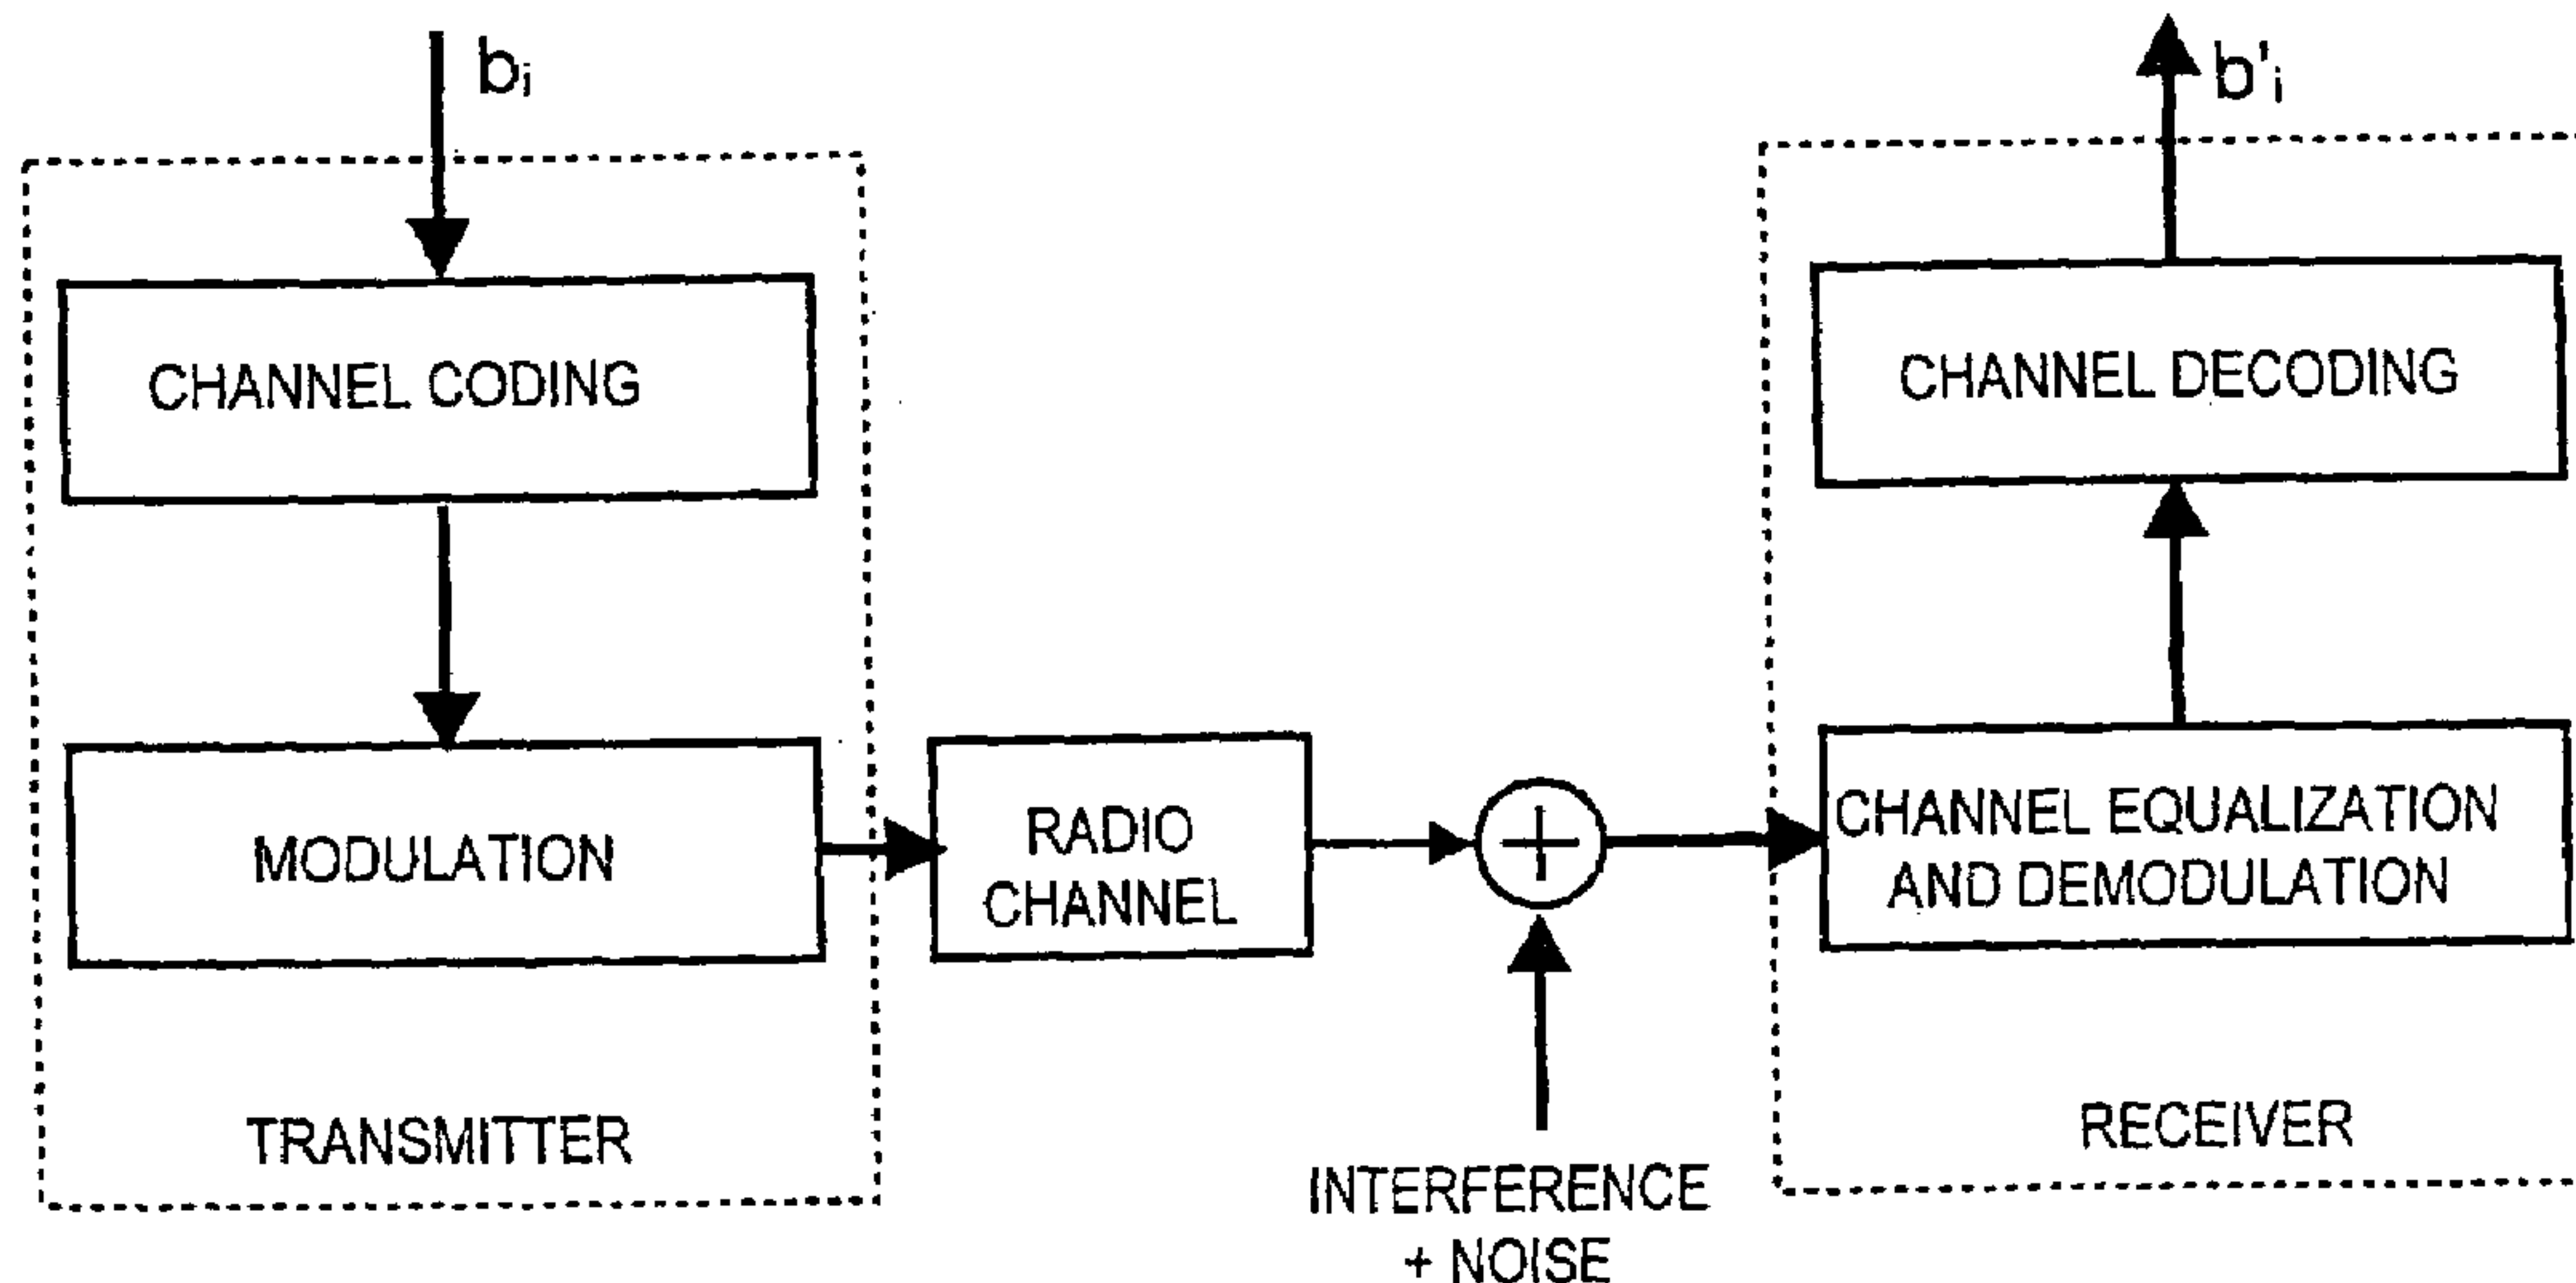 bᵢ
CHANNEL CODING
MODULATION
TRANSMITTER
RADIO
CHANNEL
+
INTERFERENCE
+ NOISE
b'ᵢ
CHANNEL DECODING
CHANNEL EQUALIZATION
AND DEMODULATION
RECEIVER